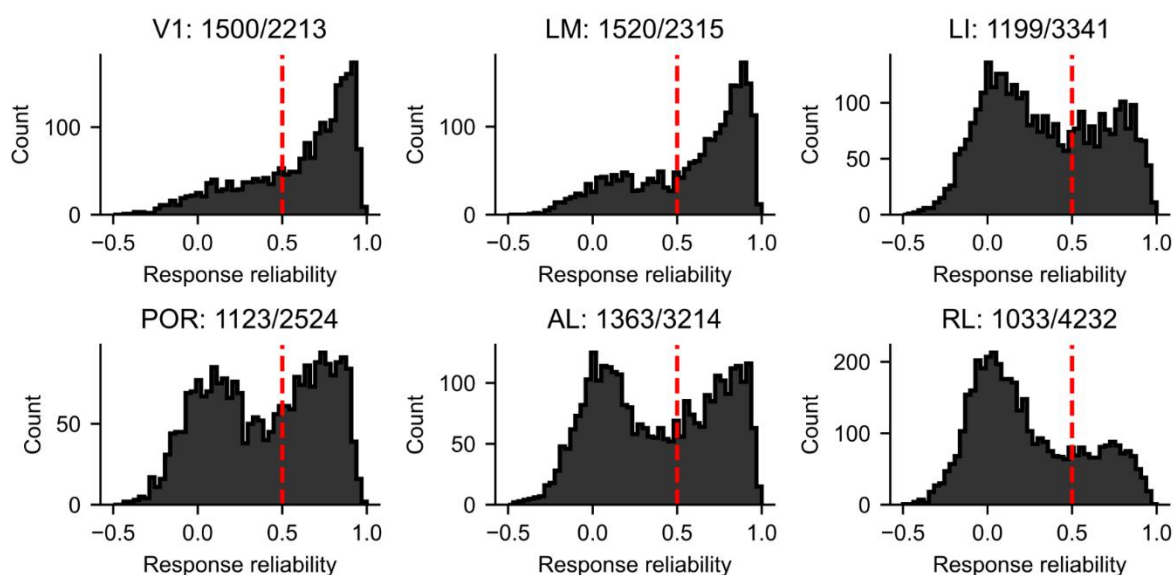 V1: 1500/2213
Count
100
0
−0.5 0.0 0.5 1.0
Response reliability
LM: 1520/2315
Count
100
0
−0.5 0.0 0.5 1.0
Response reliability
LI: 1199/3341
Count
100
50
0
−0.5 0.0 0.5 1.0
Response reliability
POR: 1123/2524
Count
50
0
−0.5 0.0 0.5 1.0
Response reliability
AL: 1363/3214
Count
100
50
0
−0.5 0.0 0.5 1.0
Response reliability
RL: 1033/4232
Count
200
100
0
−0.5 0.0 0.5 1.0
Response reliability